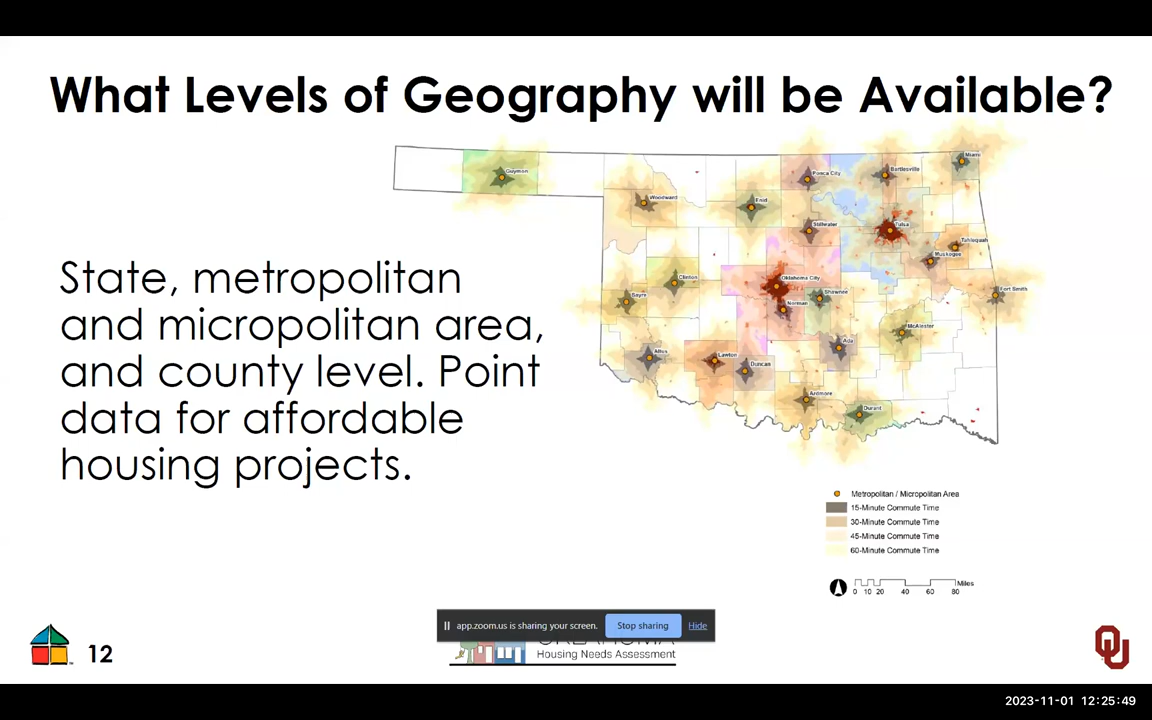 What Levels of Geography will be Available?
State, metropolitan
and micropolitan area,
and county level. Point
data for affordable
housing projects.
Guymon
Woodward
Enid
Ponca City
Bartlesville
Miami
Stillwater
Tulsa
Tahlequah
Muskogee
Clinton
Oklahoma City
Sayre
Shawnee
Norman
Fort Smith
McAlester
Altus
Lawton
Duncan
Ada
Ardmore
Durant
Metropolitan / Micropolitan Area
15-Minute Commute Time
30-Minute Commute Time
45-Minute Commute Time
60-Minute Commute Time
Miles
0 10 20 40 60 80
app.zoom.us is sharing your screen. Stop sharing Hide
Housing Needs Assessment
12
OU
2023-11-01 12:25:49